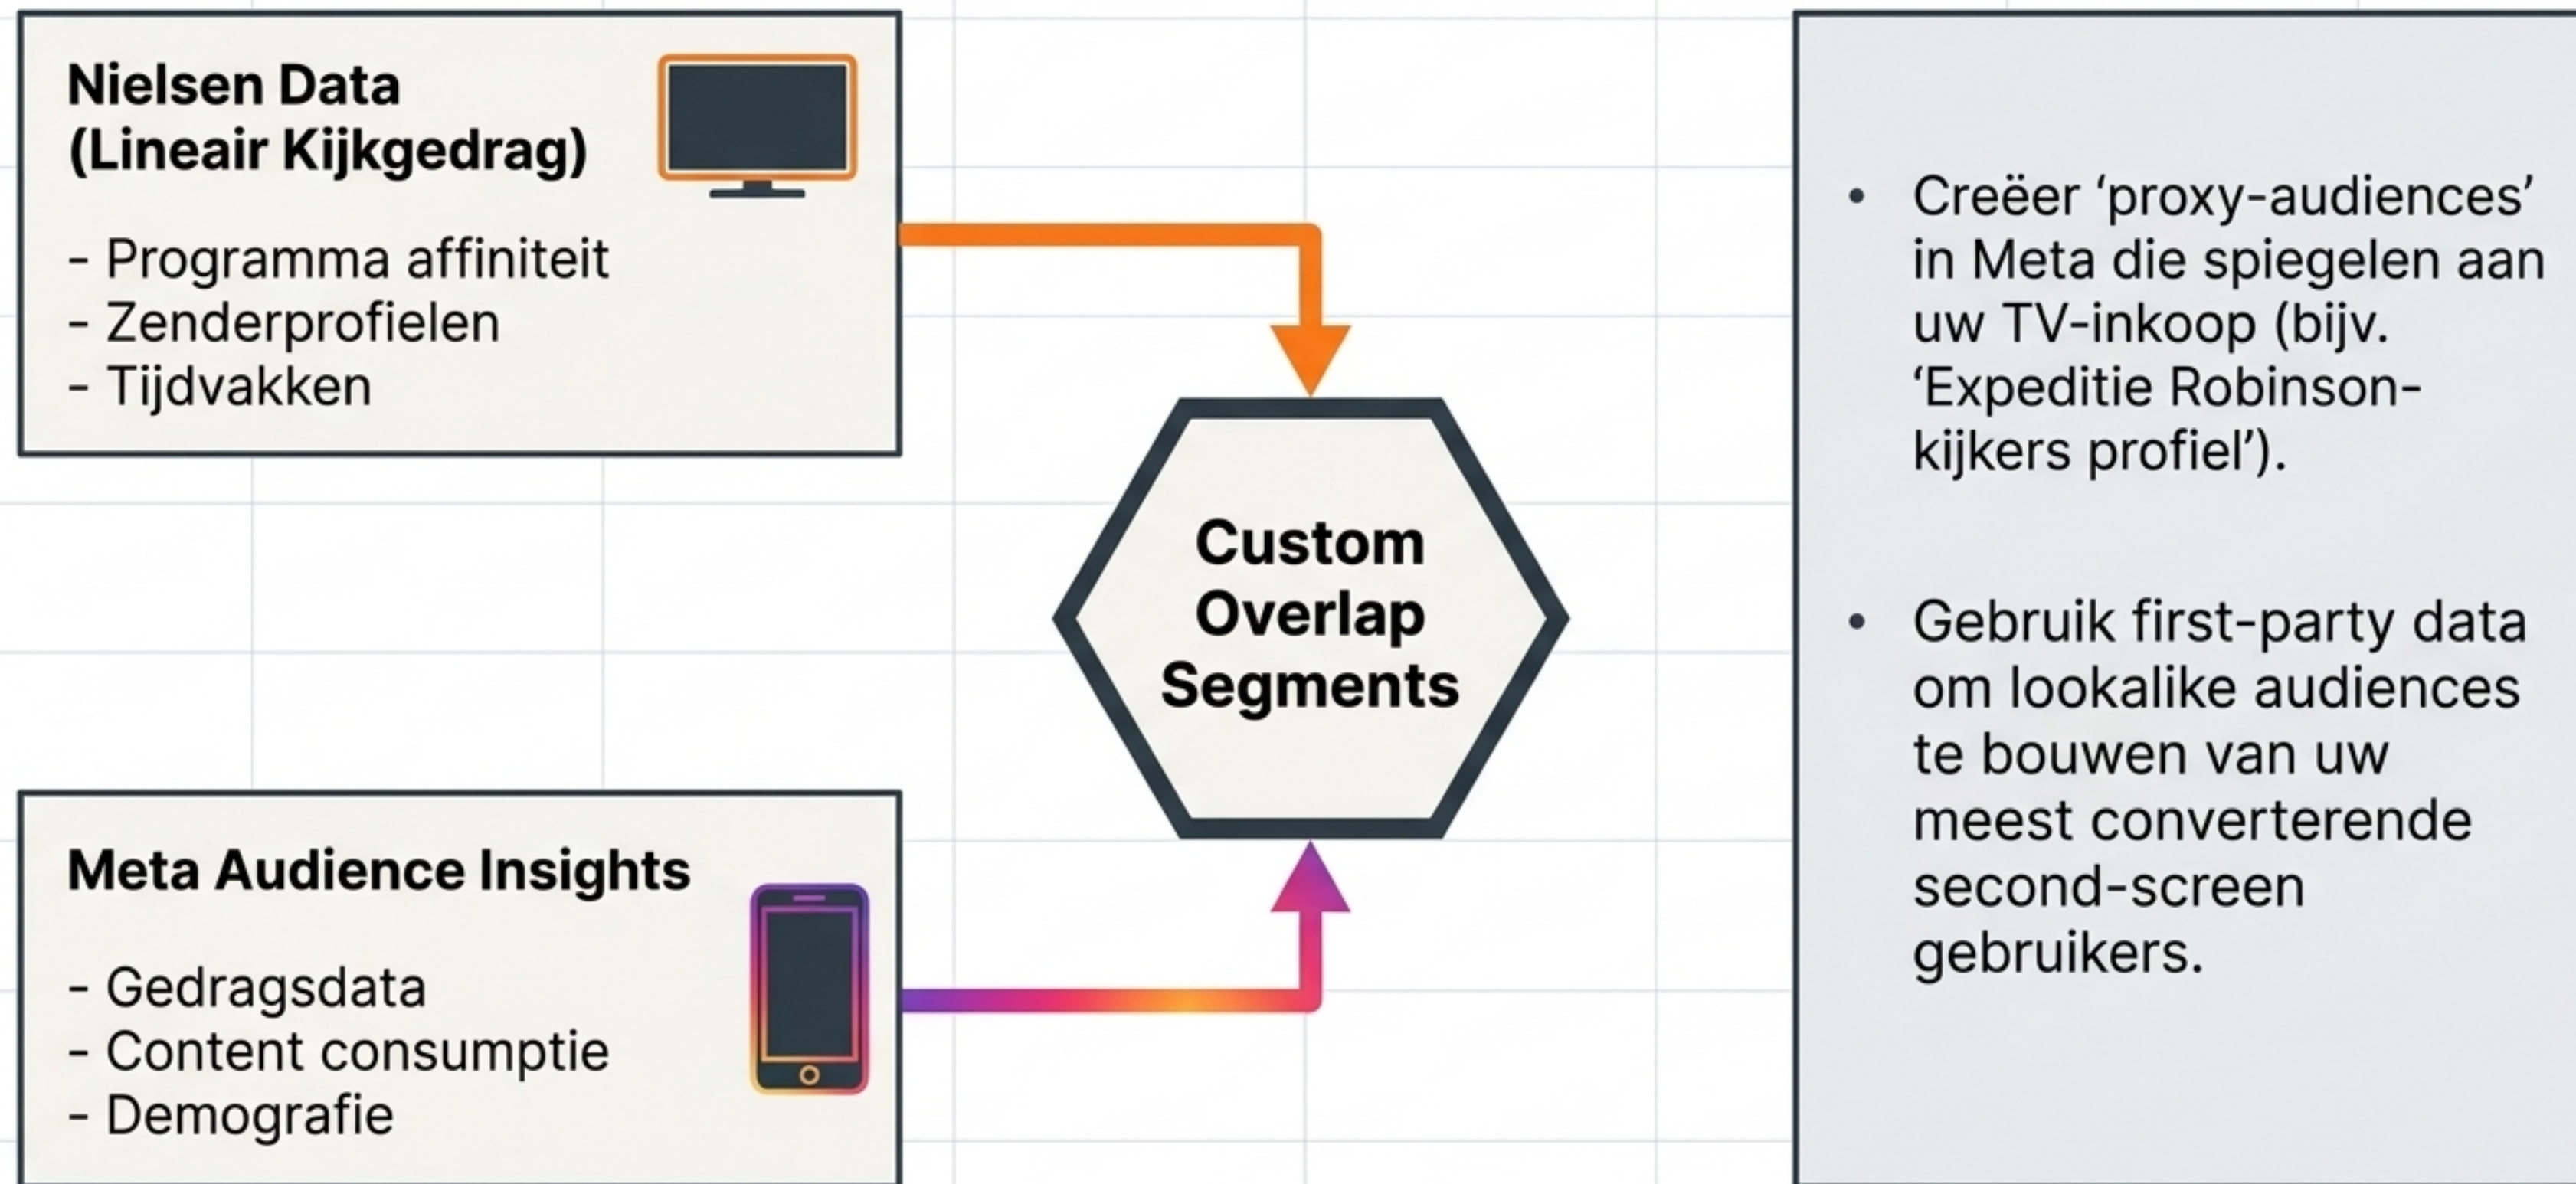 Nielsen Data
(Lineair Kijkgedrag)
- Programma affiniteit
- Zenderprofielen
- Tijdvakken
Custom
Overlap
Segments
Meta Audience Insights
- Gedragsdata
- Content consumptie
- Demografie
• Creëer ‘proxy-audiences’
in Meta die spiegelen aan
uw TV-inkoop (bijv.
‘Expeditie Robinson-
kijkers profiel’).
• Gebruik first-party data
om lookalike audiences
te bouwen van uw
meest converterende
second-screen
gebruikers.